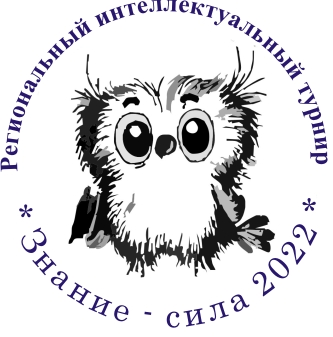 Региональный интеллектуальный турнир
* Знание - сила 2022 *